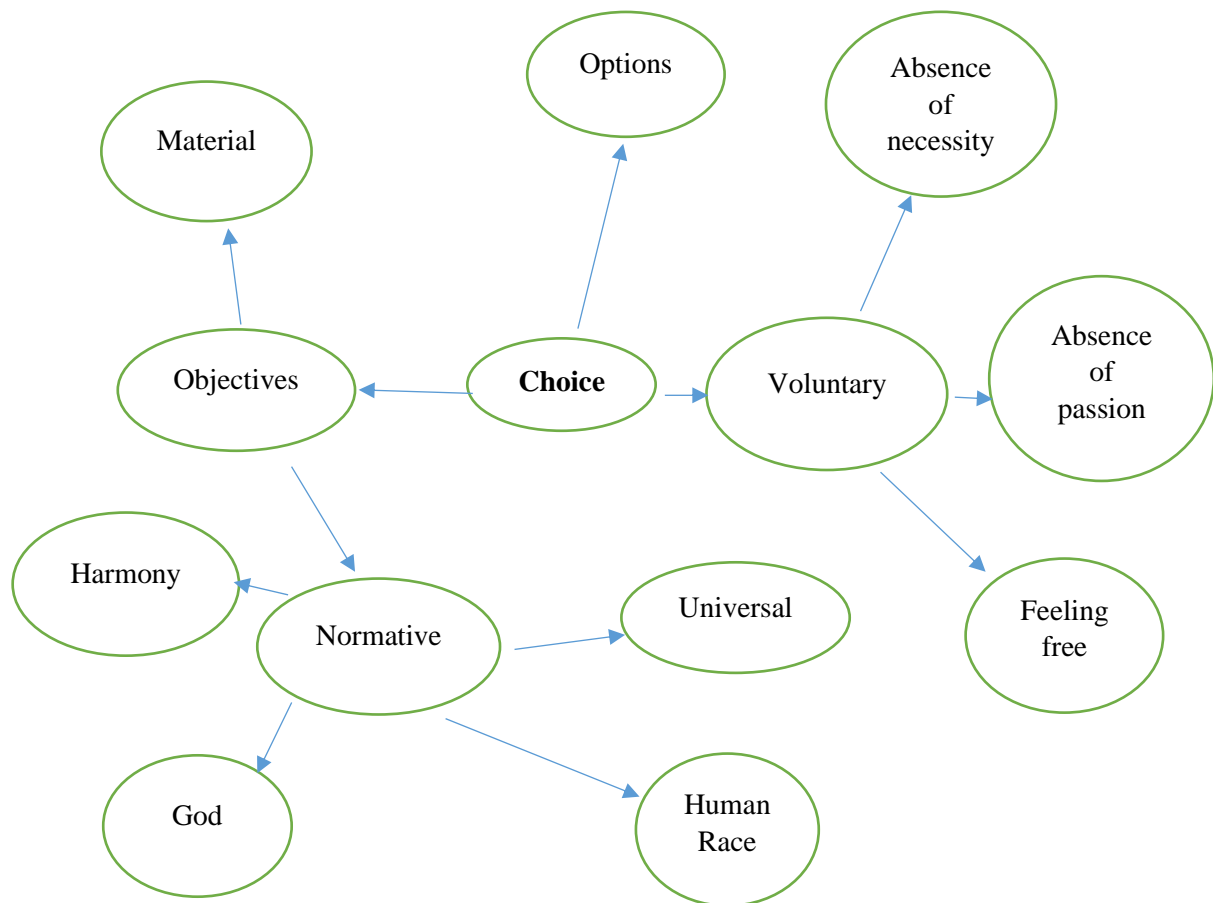 Options
Absence
of
necessity
Material
Absence
of
passion
Objectives
Choice
Voluntary
Harmony
Normative
Universal
Feeling
free
God
Human
Race